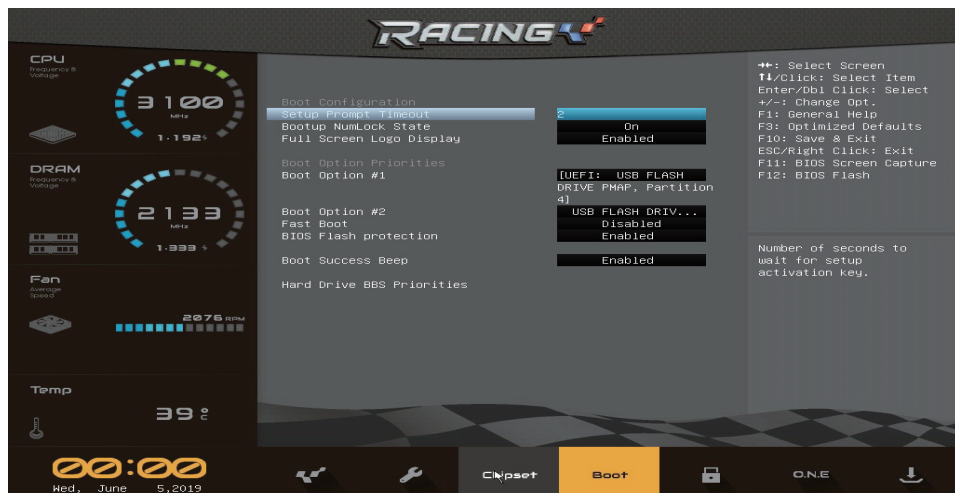 RACING
CPU
Frequency &
Voltage
3100
MHz
1.192 V
DRAM
Frequency &
Voltage
2133
MHz
1.333 V
Fan
Average
Speed
2076 RPM
Temp
39 °C
00:00
Wed, June 5,2019
Boot Configuration
Setup Prompt Timeout 2
Bootup NumLock State On
Full Screen Logo Display Enabled
Boot Option Priorities
Boot Option #1 [UEFI: USB FLASH
DRIVE PMAP, Partition
4]
Boot Option #2 USB FLASH DRIV...
Fast Boot Disabled
BIOS Flash protection Enabled
Boot Success Beep Enabled
Hard Drive BBS Priorities
→←: Select Screen
↑↓/Click: Select Item
Enter/Dbl Click: Select
+/-: Change Opt.
F1: General Help
F3: Optimized Defaults
F10: Save & Exit
ESC/Right Click: Exit
F11: BIOS Screen Capture
F12: BIOS Flash
Number of seconds to
wait for setup
activation key.
Chipset
Boot
O.N.E